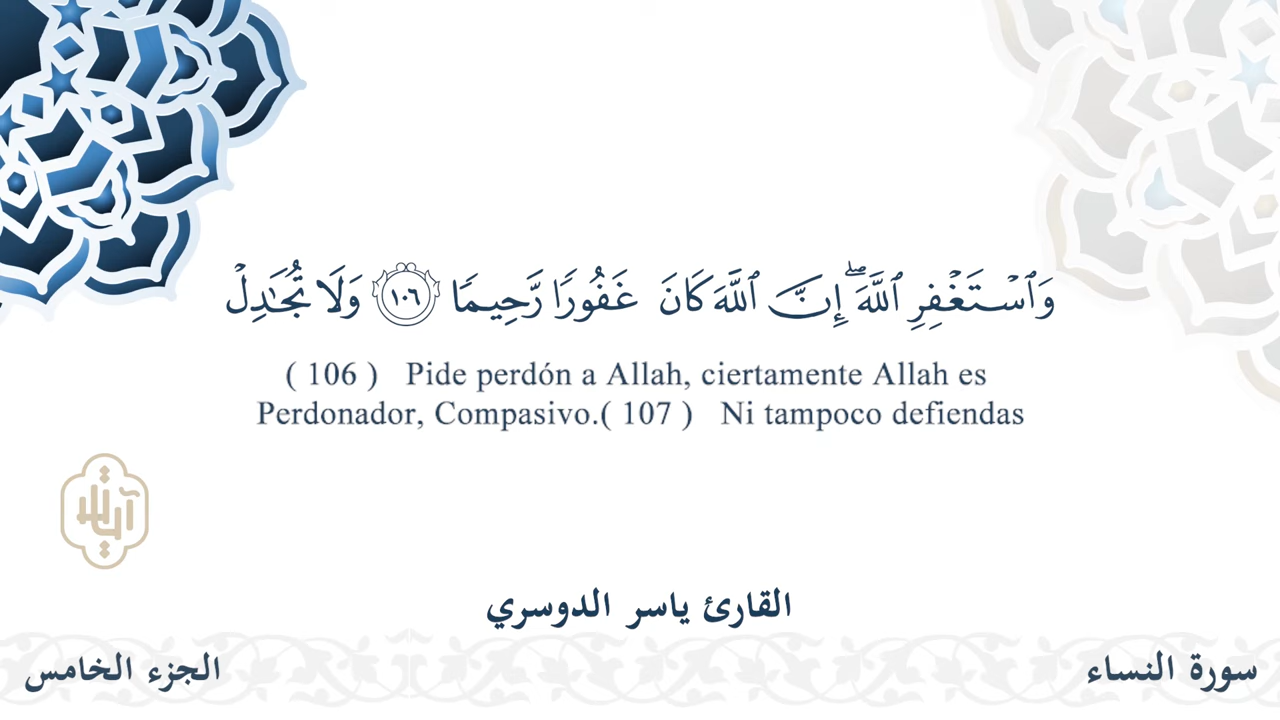 وَٱسۡتَغۡفِرِ ٱللَّهَۖ إِنَّ ٱللَّهَ كَانَ غَفُورٗا رَّحِيمٗا ١٠٦ وَلَا تُجَٰدِلۡ
( 106 ) Pide perdón a Allah, ciertamente Allah es
Perdonador, Compasivo.( 107 ) Ni tampoco defiendas
آيات
القارئ ياسر الدوسري
سورة النساء
الجزء الخامس